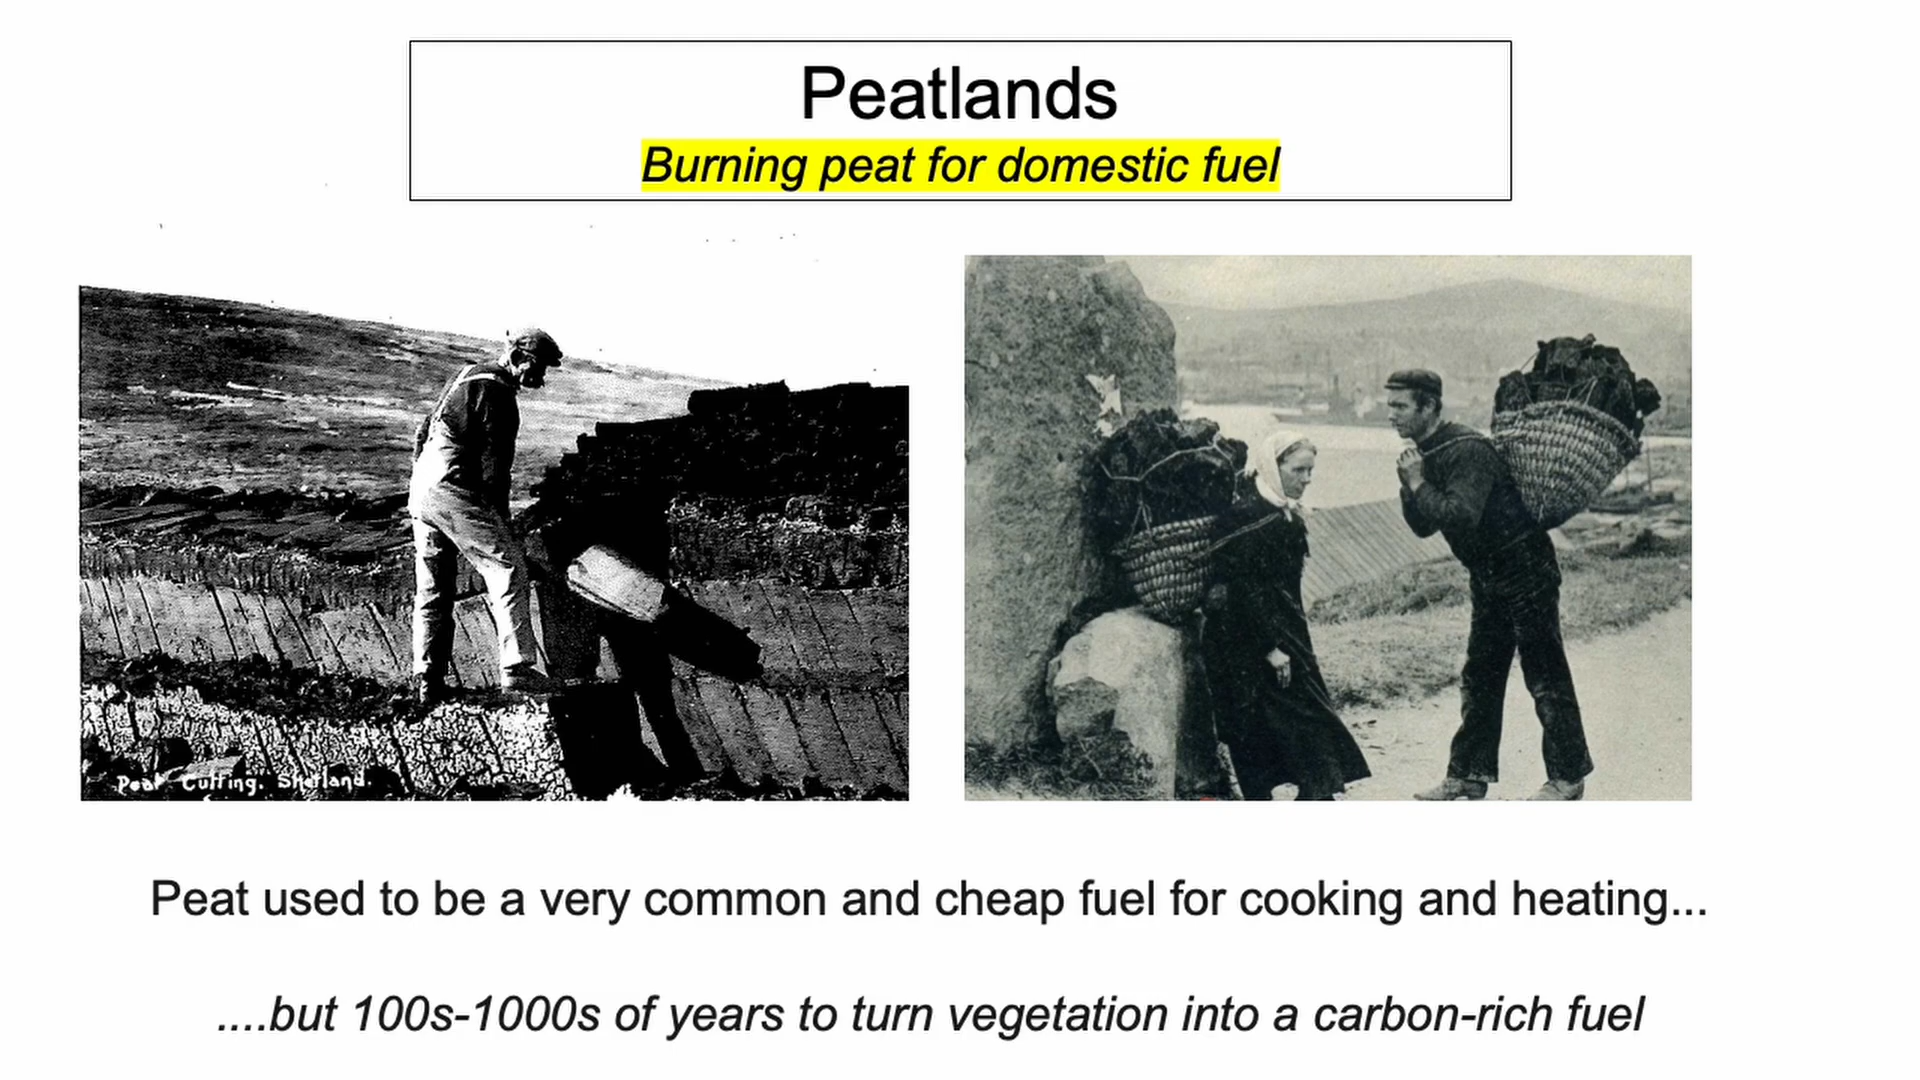 Peatlands
Burning peat for domestic fuel
Peat Cutting. Shetland.
Peat used to be a very common and cheap fuel for cooking and heating...
....but 100s-1000s of years to turn vegetation into a carbon-rich fuel